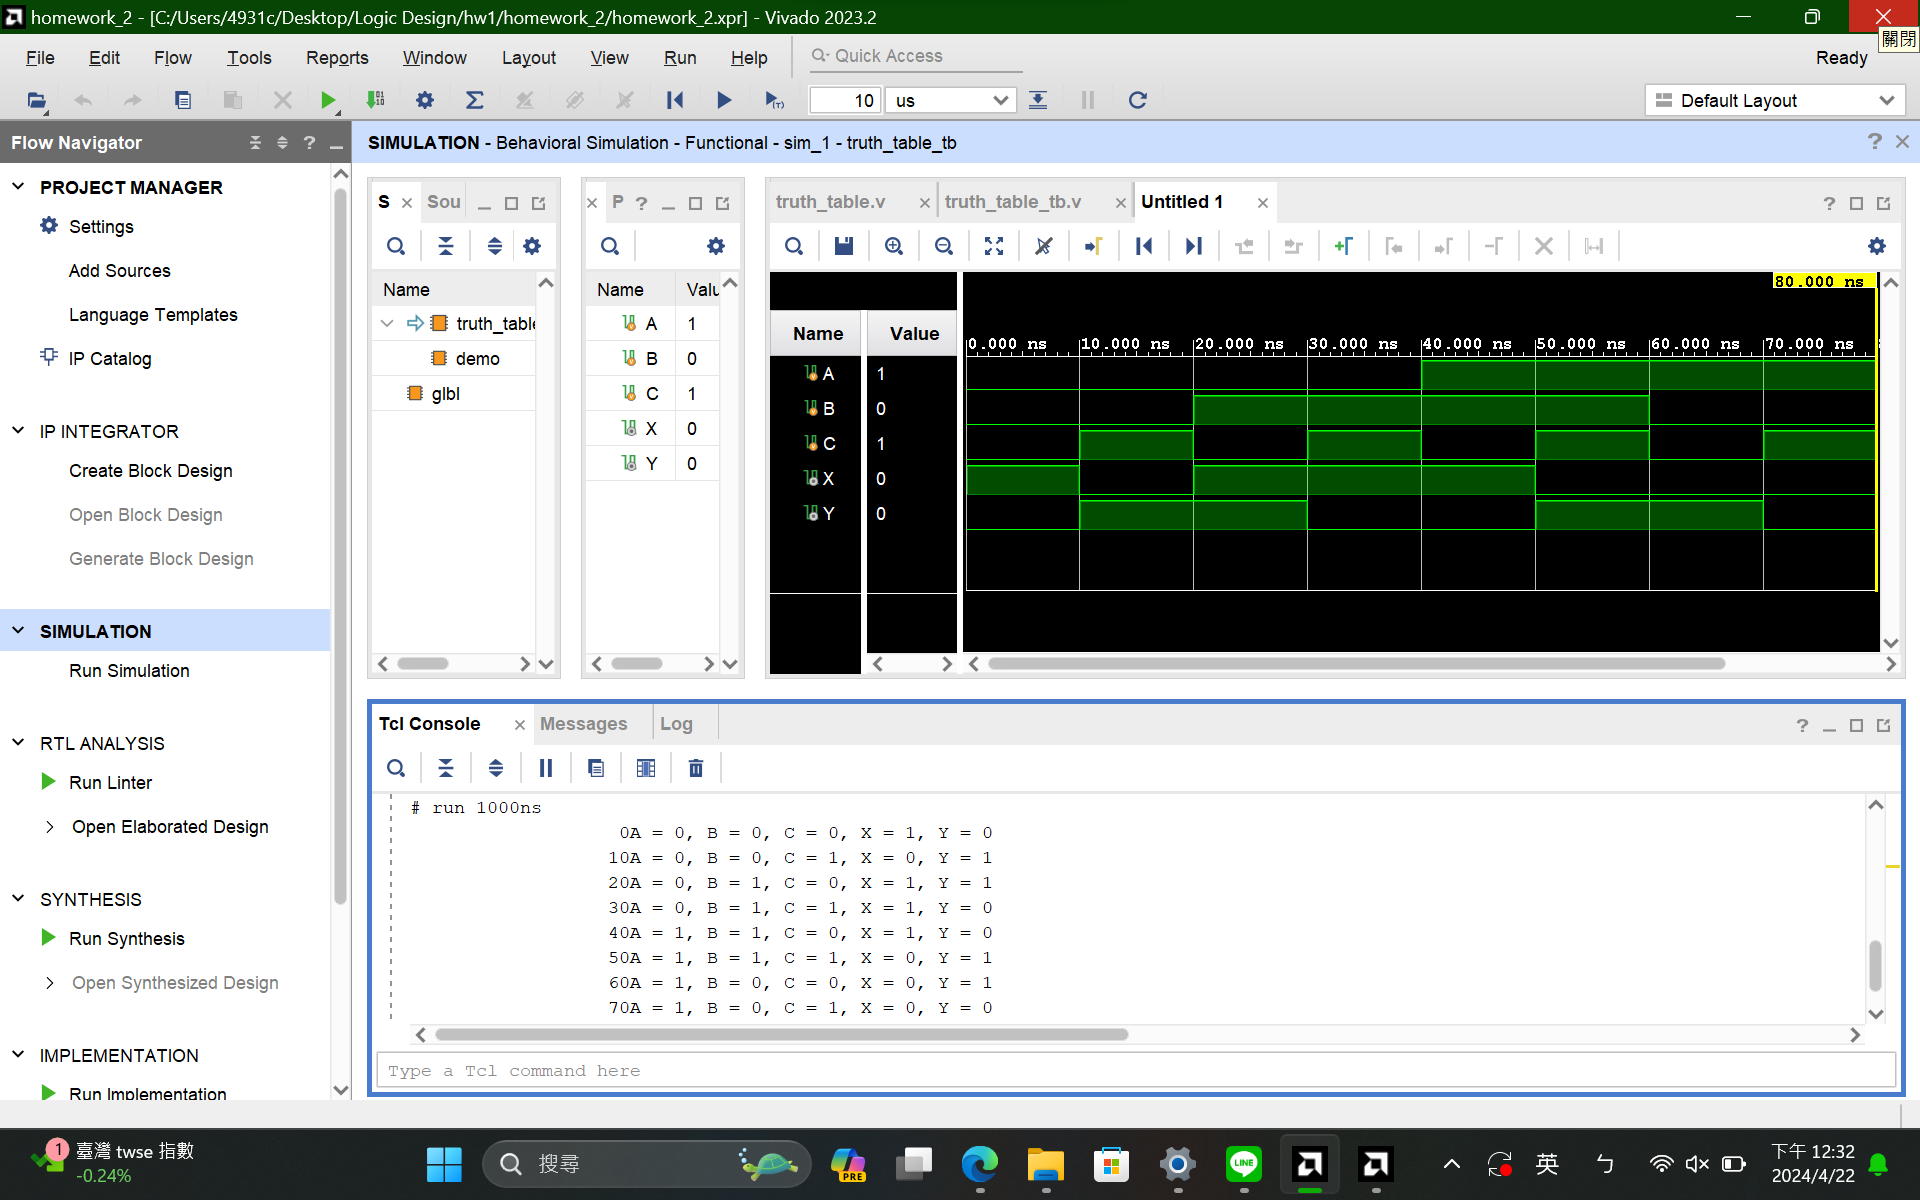 homework_2 - [C:/Users/4931c/Desktop/Logic Design/hw1/homework_2/homework_2.xpr] - Vivado 2023.2
關閉
File Edit Flow Tools Reports Window Layout View Run Help
Quick Access
Ready
10 us
Default Layout
Flow Navigator
PROJECT MANAGER
Settings
Add Sources
Language Templates
IP Catalog
IP INTEGRATOR
Create Block Design
Open Block Design
Generate Block Design
SIMULATION
Run Simulation
RTL ANALYSIS
Run Linter
Open Elaborated Design
SYNTHESIS
Run Synthesis
Open Synthesized Design
IMPLEMENTATION
Run Implementation
SIMULATION - Behavioral Simulation - Functional - sim_1 - truth_table_tb
S Sou
Name
truth_table
demo
glbl
P
Name Valu
A 1
B 0
C 1
X 0
Y 0
truth_table.v truth_table_tb.v Untitled 1
80.000 ns
Name Value
0.000 ns 10.000 ns 20.000 ns 30.000 ns 40.000 ns 50.000 ns 60.000 ns 70.000 ns
A 1
B 0
C 1
X 0
Y 0
Tcl Console Messages Log
# run 1000ns
0A = 0, B = 0, C = 0, X = 1, Y = 0
10A = 0, B = 0, C = 1, X = 0, Y = 1
20A = 0, B = 1, C = 0, X = 1, Y = 1
30A = 0, B = 1, C = 1, X = 1, Y = 0
40A = 1, B = 1, C = 0, X = 1, Y = 0
50A = 1, B = 1, C = 1, X = 0, Y = 1
60A = 1, B = 0, C = 0, X = 0, Y = 1
70A = 1, B = 0, C = 1, X = 0, Y = 0
Type a Tcl command here
1
臺灣 twse 指數
-0.24%
搜尋
PRE
LINE
英
ㄅ
下午 12:32
2024/4/22